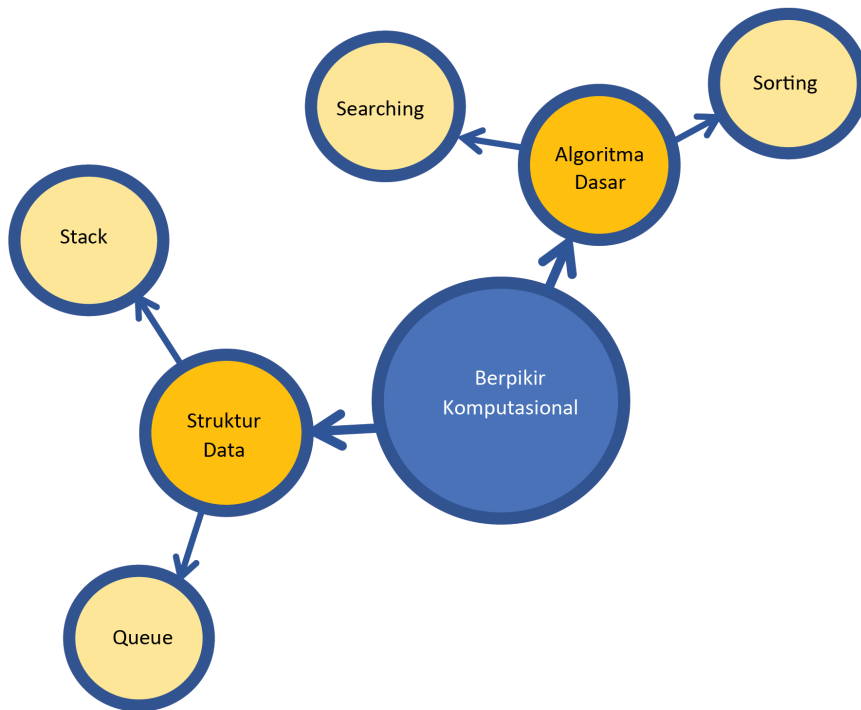 Searching
Sorting
Algoritma
Dasar
Stack
Berpikir
Komputasional
Struktur
Data
Queue